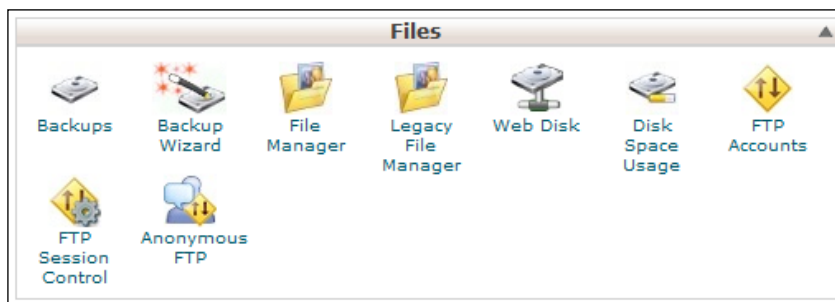 Files
Backups
Backup
Wizard
File
Manager
Legacy
File
Manager
Web Disk
Disk
Space
Usage
FTP
Accounts
FTP
Session
Control
Anonymous
FTP